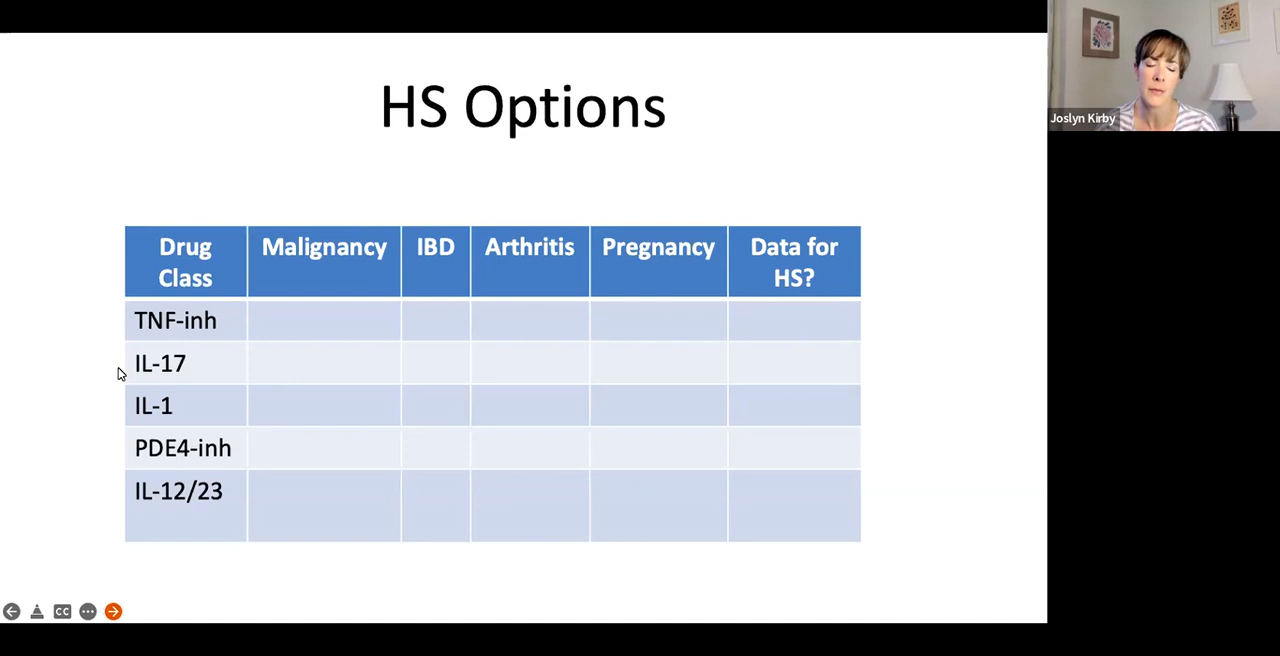 HS Options
Joslyn Kirby
Drug Malignancy IBD Arthritis Pregnancy Data for
Class HS?
TNF-inh
IL-17
IL-1
PDE4-inh
IL-12/23
CC